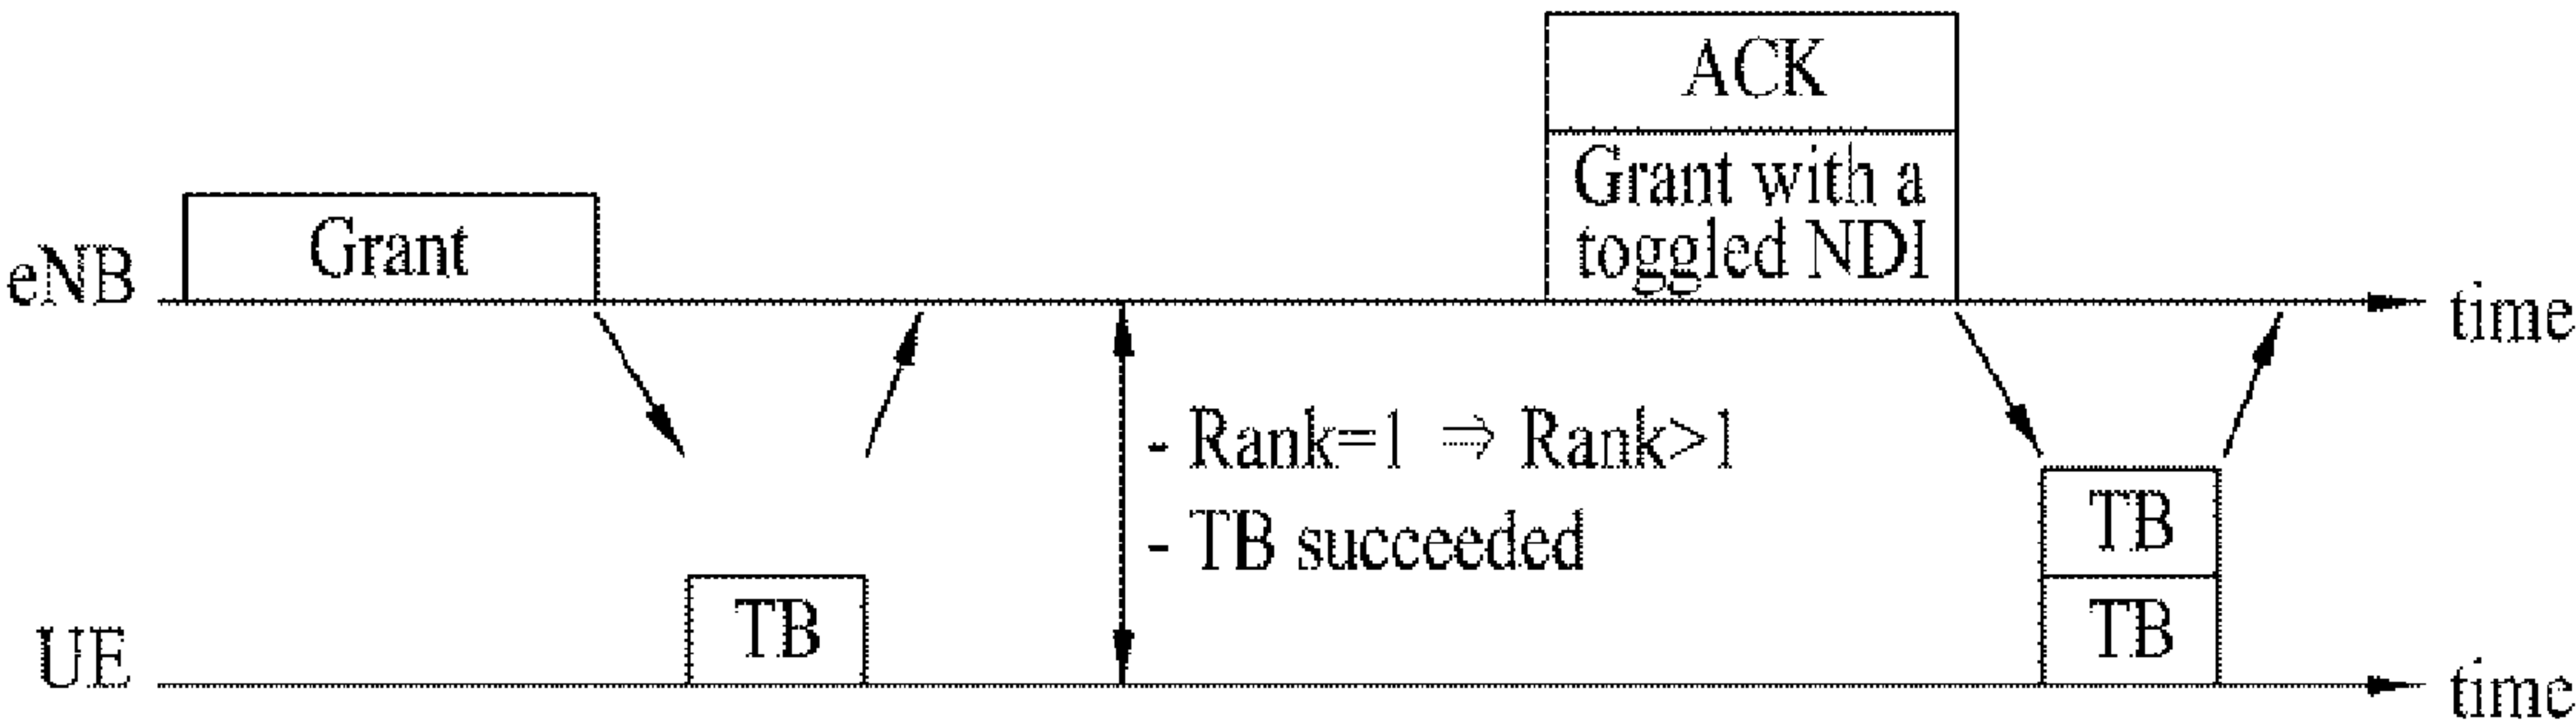 ACK
Grant with a
toggled NDI
Grant
eNB
time
- Rank=1 ⇒ Rank>1
- TB succeeded
TB
TB
TB
UE
time